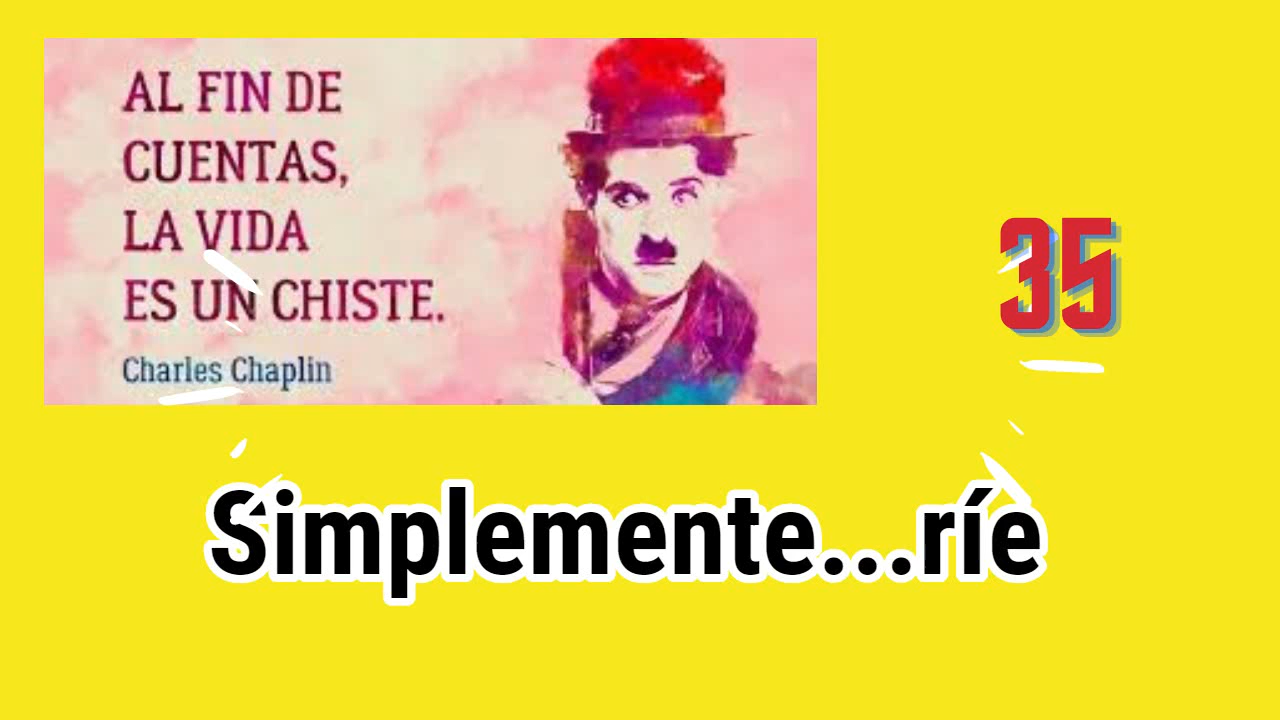 AL FIN DE
CUENTAS,
LA VIDA
ES UN CHISTE.
Charles Chaplin
35
Simplemente...ríe